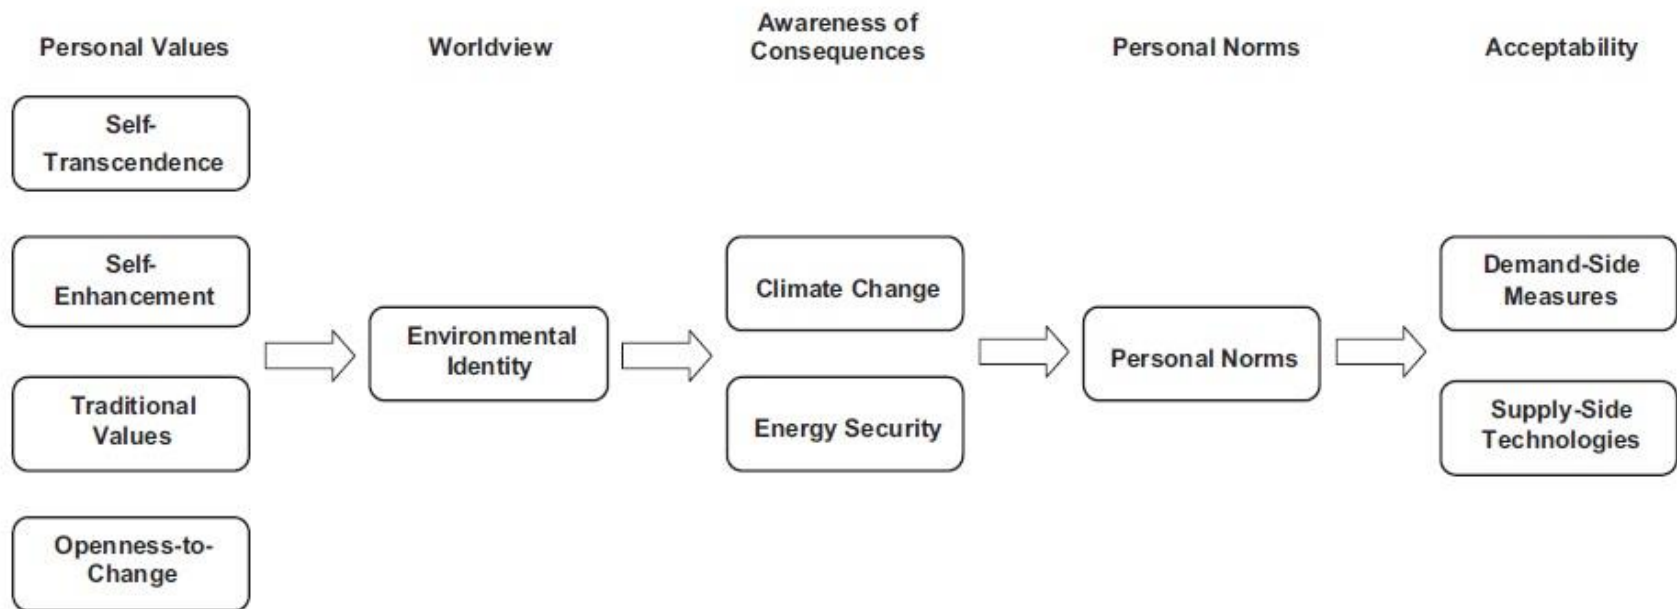 Personal Values
Worldview
Awareness of
Consequences
Personal Norms
Acceptability
Self-
Transcendence
Self-
Enhancement
Traditional
Values
Openness-to-
Change
Environmental
Identity
Climate Change
Energy Security
Personal Norms
Demand-Side
Measures
Supply-Side
Technologies